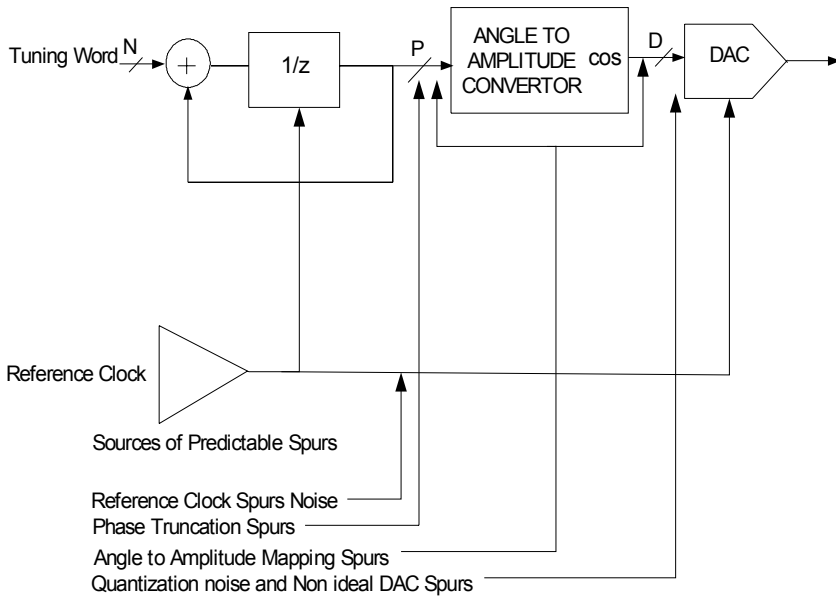 Tuning Word
N
+
1/z
P
ANGLE TO
AMPLITUDE cos
CONVERTOR
D
DAC
Reference Clock
Sources of Predictable Spurs
Reference Clock Spurs Noise
Phase Truncation Spurs
Angle to Amplitude Mapping Spurs
Quantization noise and Non ideal DAC Spurs